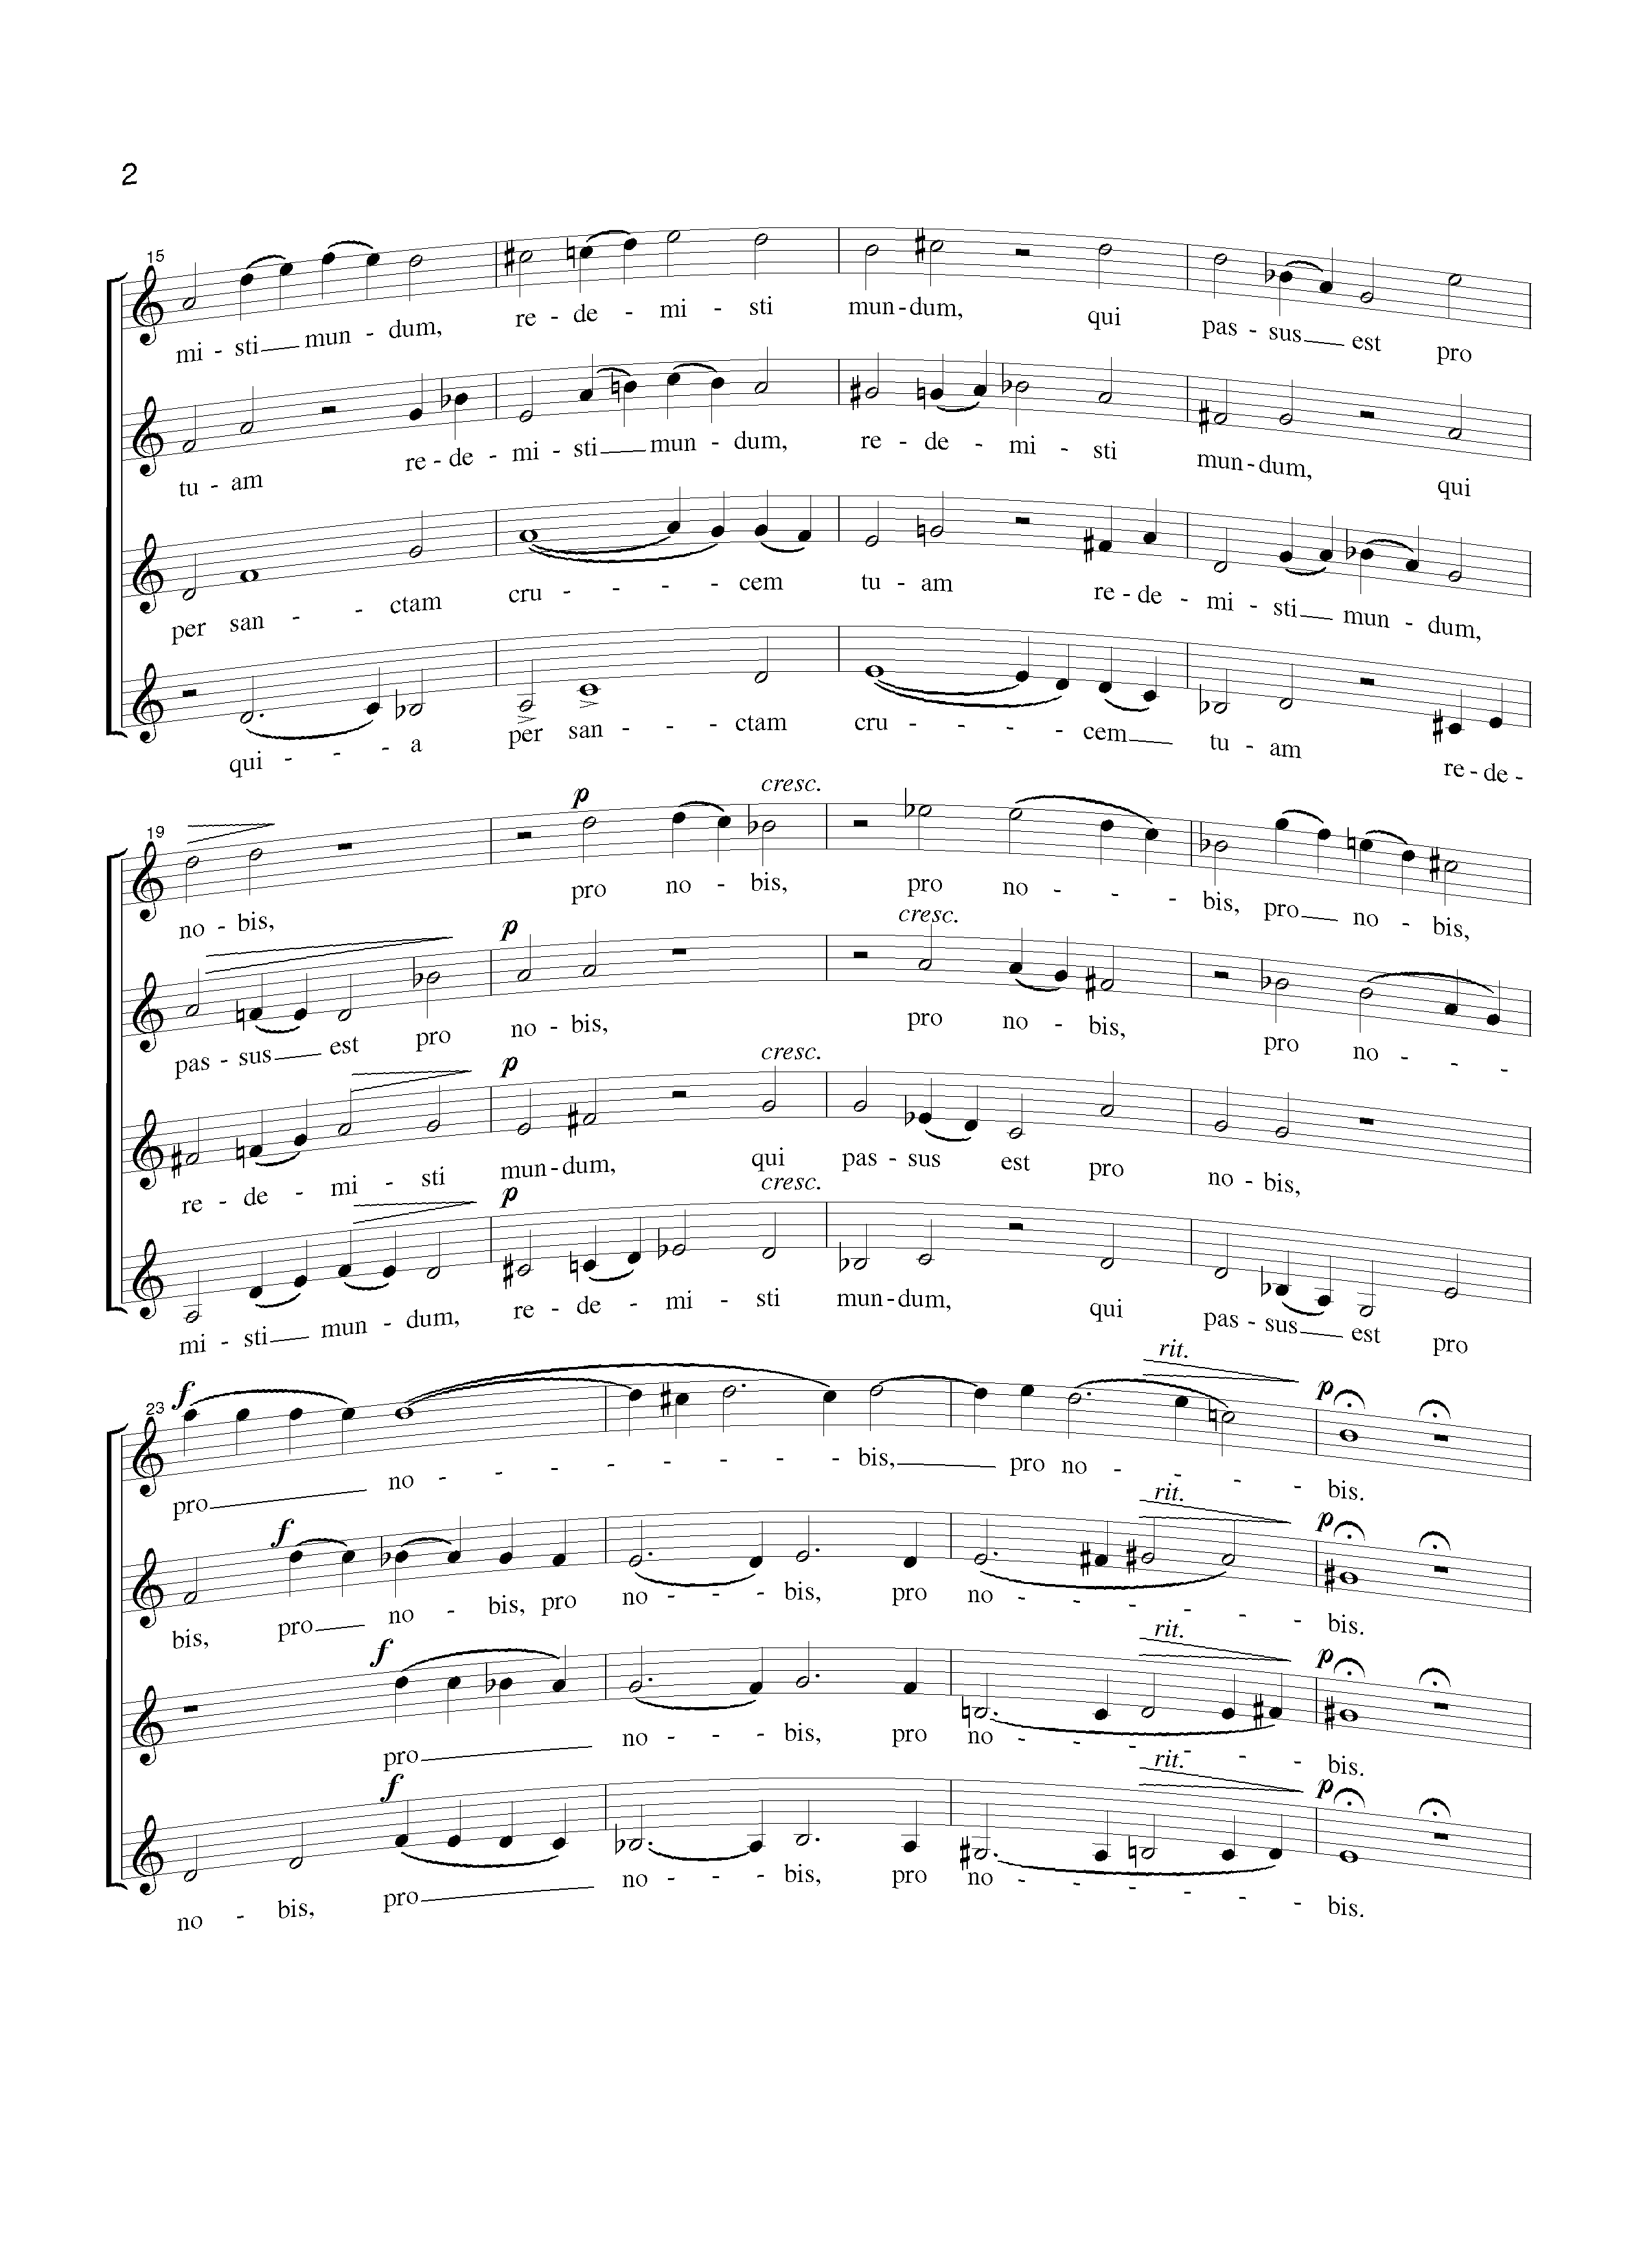 2
15
mi - sti mun - dum, re - de - mi - sti mun - dum, qui pas - sus est pro
tu - am re - de - mi - sti mun - dum, re - de - mi - sti mun - dum, qui
per san - - ctam cru - - - cem tu - am re - de - mi - sti mun - dum,
qui - - - a per san - - ctam cru - - - cem tu - am re - de -
cresc.
p
19
no - bis, pro no - bis, pro no - - - bis, pro no - bis,
cresc.
p
pas - sus est pro no - bis, pro no - bis, pro no - - -
cresc.
p
re - de - mi - sti mun - dum, qui pas - sus est pro no - bis,
cresc.
p
mi - sti mun - dum, re - de - mi - sti mun - dum, qui pas - sus est pro
rit.
f p
23
pro no - - - - - - - - bis, pro no - - - - bis.
rit.
f p
bis, pro no - bis, pro no - - - bis, pro no - - - - - - bis.
rit.
f p
pro no - - - bis, pro no - - - - - - bis.
rit.
f p
no - bis, pro no - - - bis, pro no - - - - - - bis.